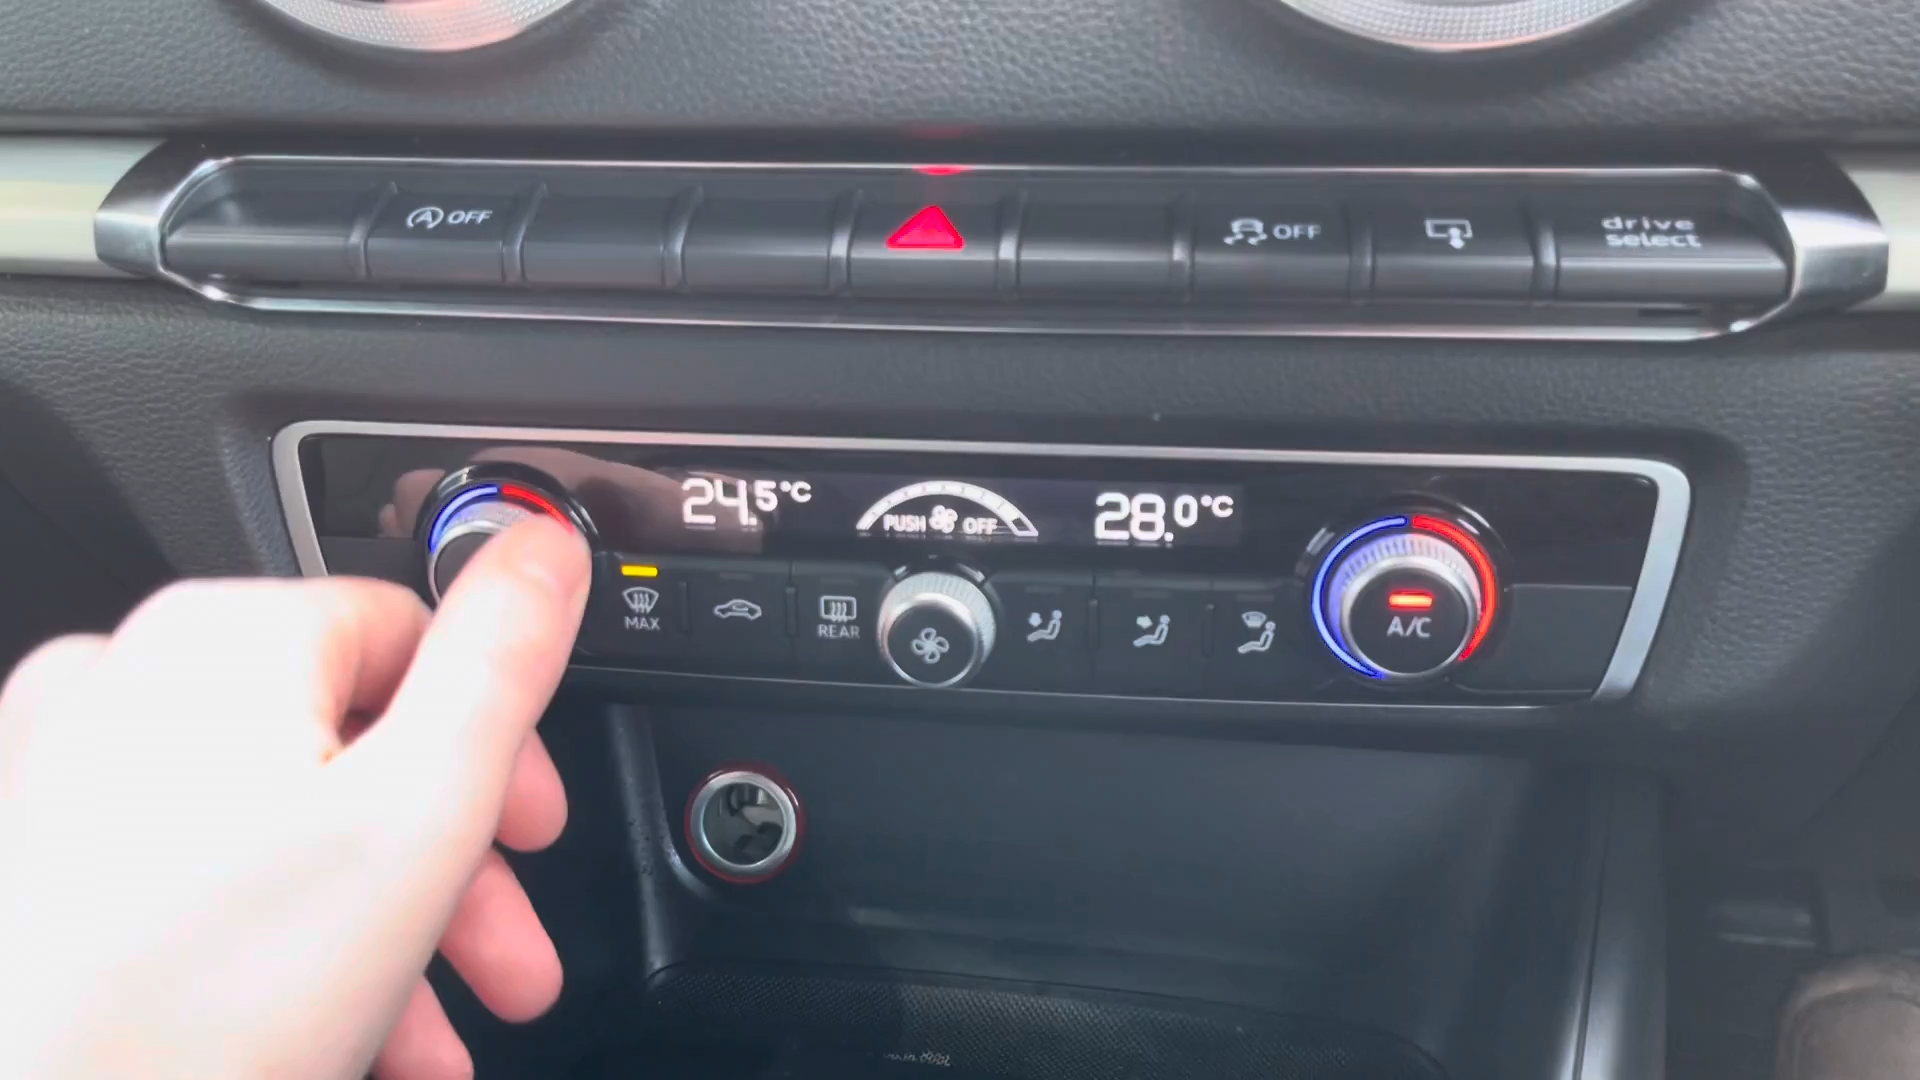 A OFF
OFF
drive
select
24.5°C
PUSH OFF
28.0°C
MAX
REAR
A/C